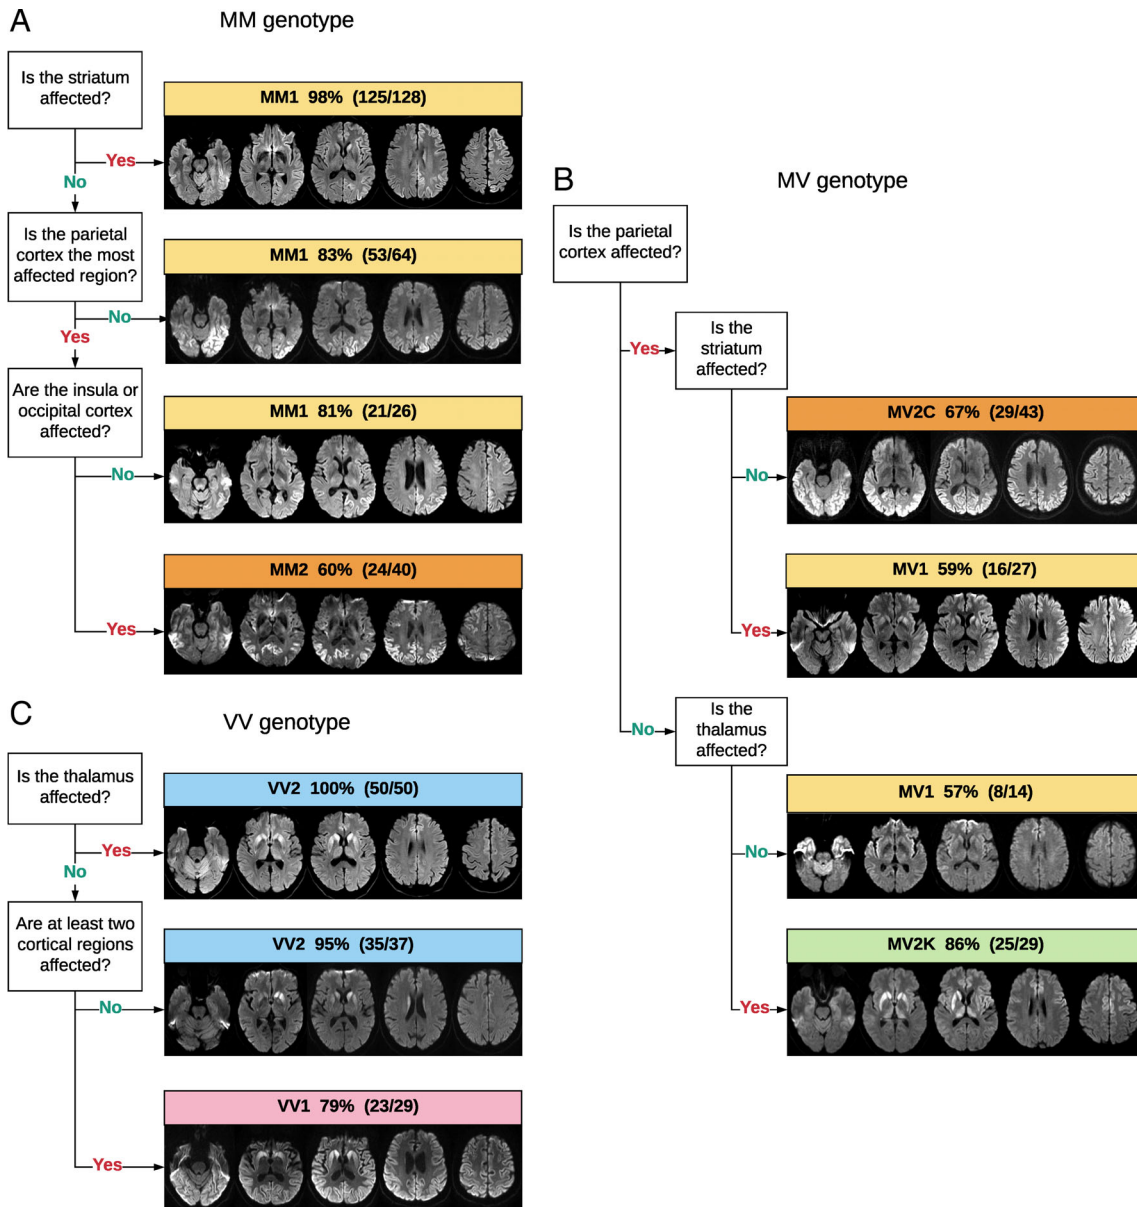 A
MM genotype
Is the striatum
affected?
MM1 98% (125/128)
Yes
No
Is the parietal
cortex the most
affected region?
MM1 83% (53/64)
No
Yes
Are the insula or
occipital cortex
affected?
MM1 81% (21/26)
No
MM2 60% (24/40)
Yes
B
MV genotype
Is the parietal
cortex affected?
Yes
Is the
striatum
affected?
MV2C 67% (29/43)
No
MV1 59% (16/27)
Yes
No
Is the
thalamus
affected?
MV1 57% (8/14)
No
MV2K 86% (25/29)
Yes
C
VV genotype
Is the thalamus
affected?
VV2 100% (50/50)
Yes
No
Are at least two
cortical regions
affected?
VV2 95% (35/37)
No
VV1 79% (23/29)
Yes